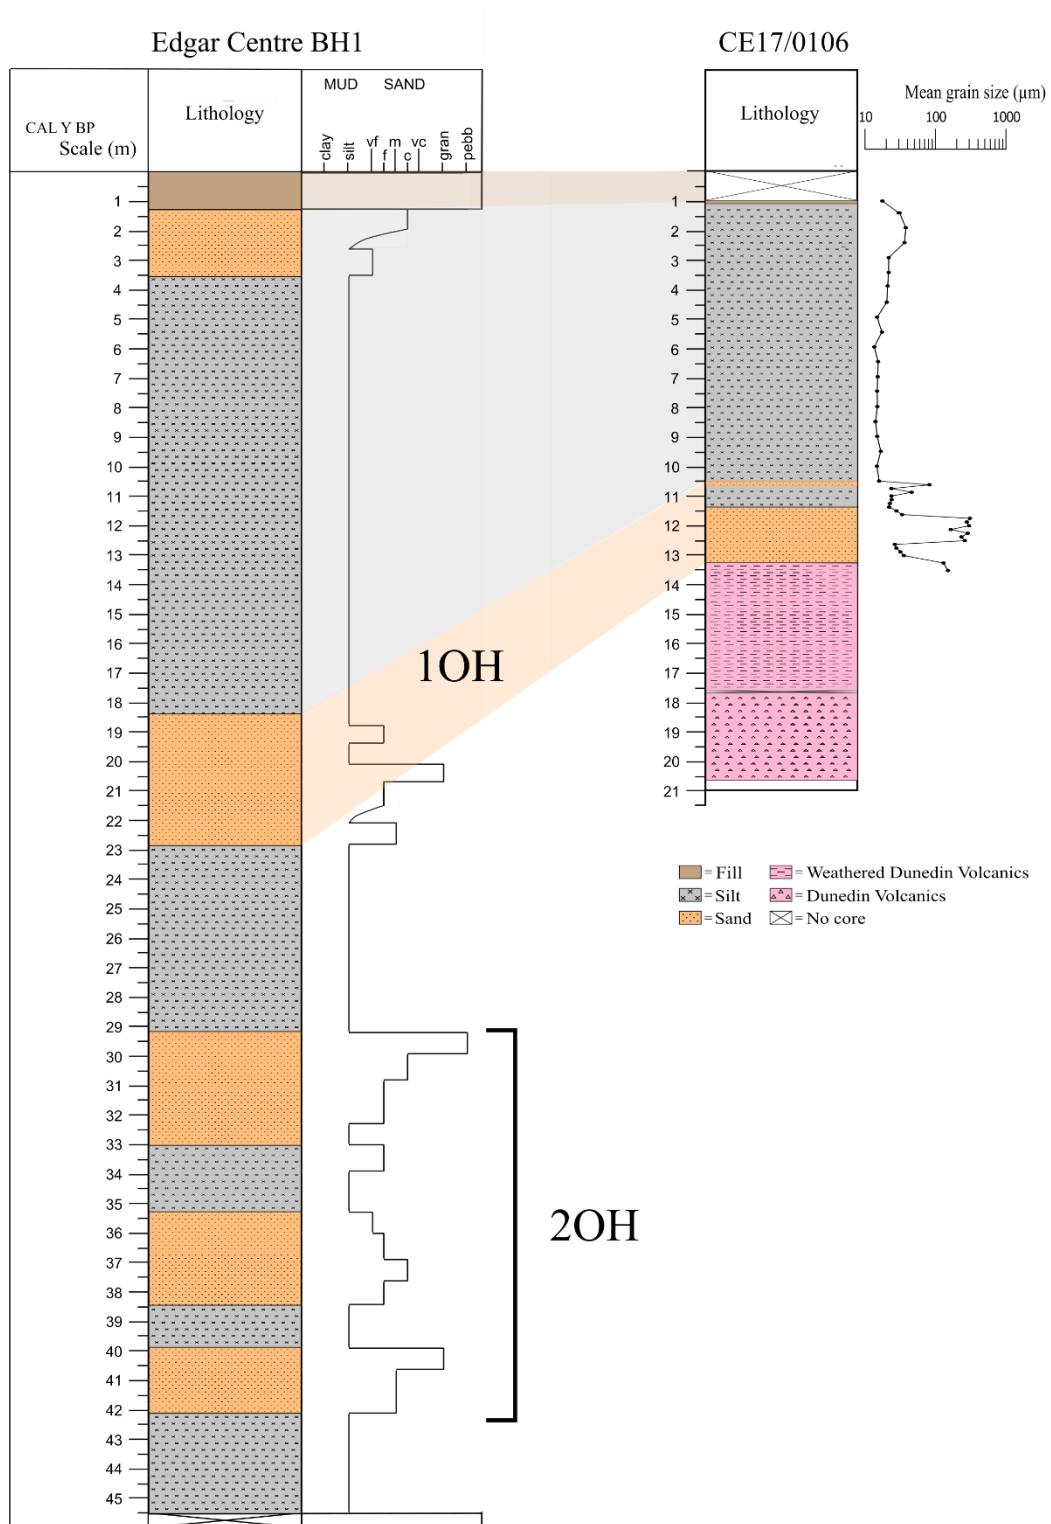 Edgar Centre BH1
CE17/0106
CAL Y BP
Scale (m)
Lithology
MUD SAND
clay
silt
vf
f
m
c
vc
gran
pebb
Lithology
Mean grain size (µm)
10 100 1000
1
2
3
4
5
6
7
8
9
10
11
12
13
14
15
16
17
18
19
20
21
22
23
24
25
26
27
28
29
30
31
32
33
34
35
36
37
38
39
40
41
42
43
44
45
1OH
2OH
1
2
3
4
5
6
7
8
9
10
11
12
13
14
15
16
17
18
19
20
21
= Fill
= Silt
= Sand
= Weathered Dunedin Volcanics
= Dunedin Volcanics
= No core